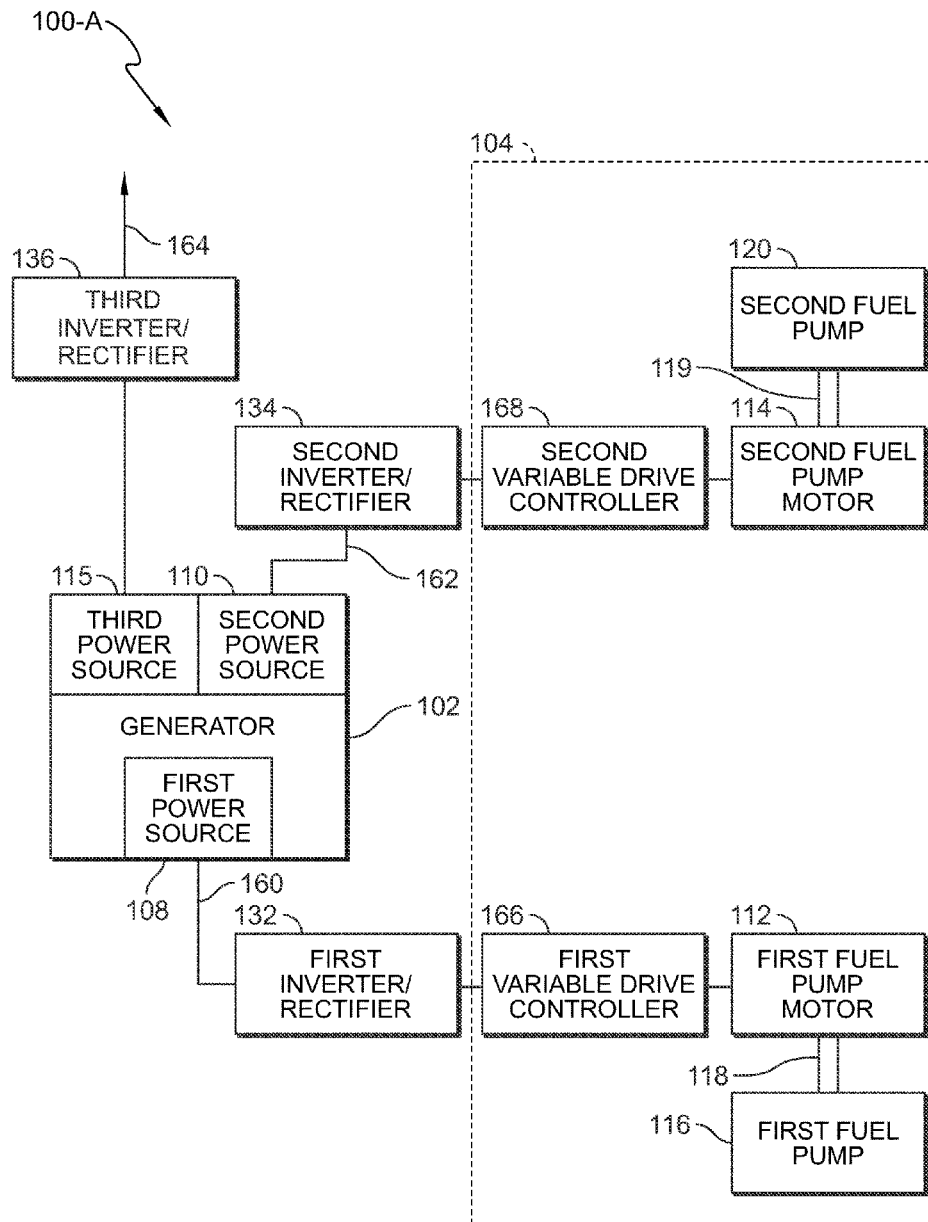 100-A
104
164
136
THIRD
INVERTER/
RECTIFIER
120
SECOND FUEL
PUMP
119
134
SECOND
INVERTER/
RECTIFIER
168
SECOND
VARIABLE DRIVE
CONTROLLER
114
SECOND FUEL
PUMP
MOTOR
162
115
THIRD
POWER
SOURCE
110
SECOND
POWER
SOURCE
GENERATOR
102
FIRST
POWER
SOURCE
108
160
132
FIRST
INVERTER/
RECTIFIER
166
FIRST
VARIABLE DRIVE
CONTROLLER
112
FIRST FUEL
PUMP
MOTOR
118
116
FIRST FUEL
PUMP